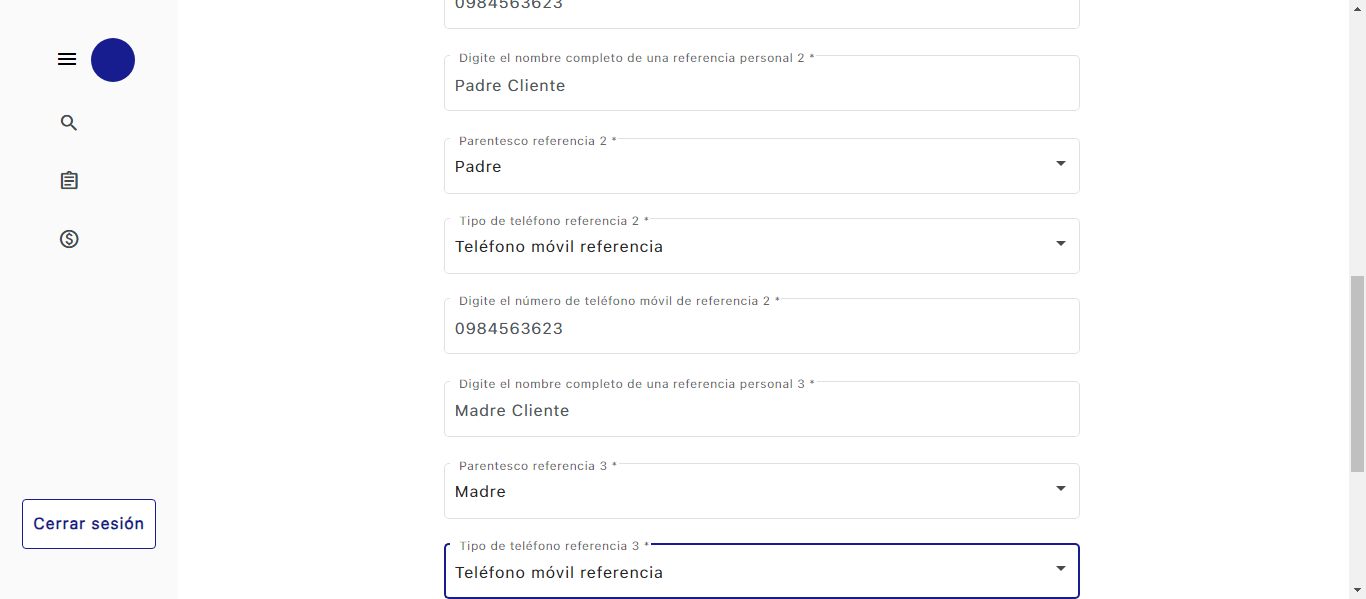 0984563623
Digite el nombre completo de una referencia personal 2 *
Padre Cliente
Parentesco referencia 2 *
Padre
Tipo de teléfono referencia 2 *
Teléfono móvil referencia
Digite el número de teléfono móvil de referencia 2 *
0984563623
Digite el nombre completo de una referencia personal 3 *
Madre Cliente
Parentesco referencia 3 *
Madre
Cerrar sesión
Tipo de teléfono referencia 3 *
Teléfono móvil referencia